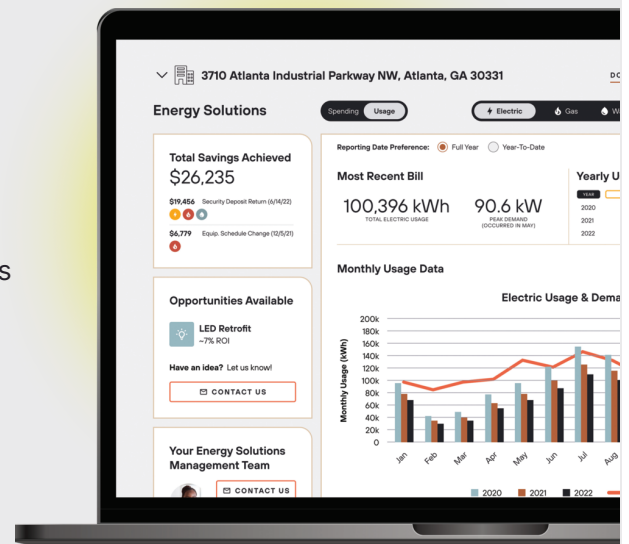 s
3710 Atlanta Industrial Parkway NW, Atlanta, GA 30331
Energy Solutions
Spending Usage
Electric Gas
Total Savings Achieved
$26,235
$19,456 Security Deposit Return (6/14/22)
$6,779 Equip. Schedule Change (12/5/21)
Opportunities Available
LED Retrofit
~7% ROI
Have an idea? Let us know!
CONTACT US
Your Energy Solutions
Management Team
CONTACT US
Reporting Date Preference: Full Year Year-To-Date
Most Recent Bill
100,396 kWh
TOTAL ELECTRIC USAGE
90.6 kW
PEAK DEMAND
(OCCURRED IN MAY)
Yearly U
YEAR
2020
2021
2022
Monthly Usage Data
Electric Usage & Dema
Monthly Usage (kWh)
200k
180k
160k
140k
120k
100k
80k
60k
40k
20k
0
Jan Feb Mar Apr May Jun Jul Aug
2020 2021 2022